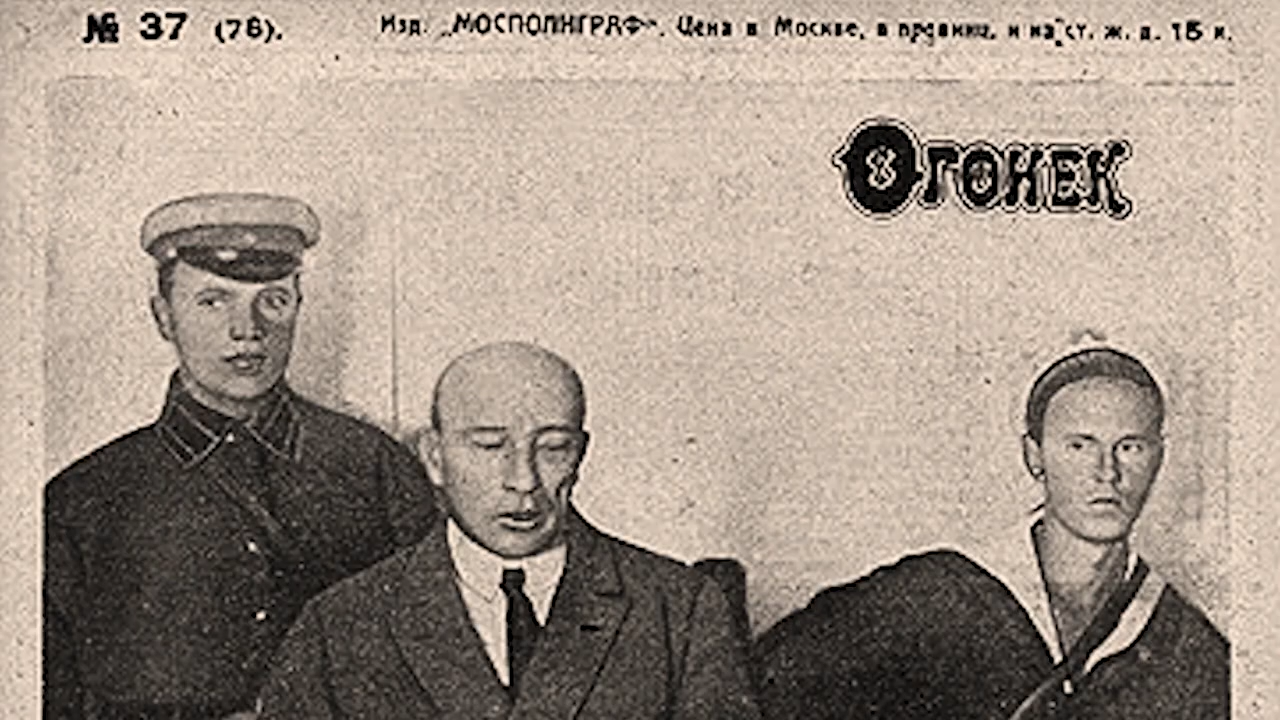 № 37 (76). Изд. „МОСПОЛИГРАФ“. Цена в Москве, в провинц. и на ст. ж. д. 15 к.
ОГОНЕК